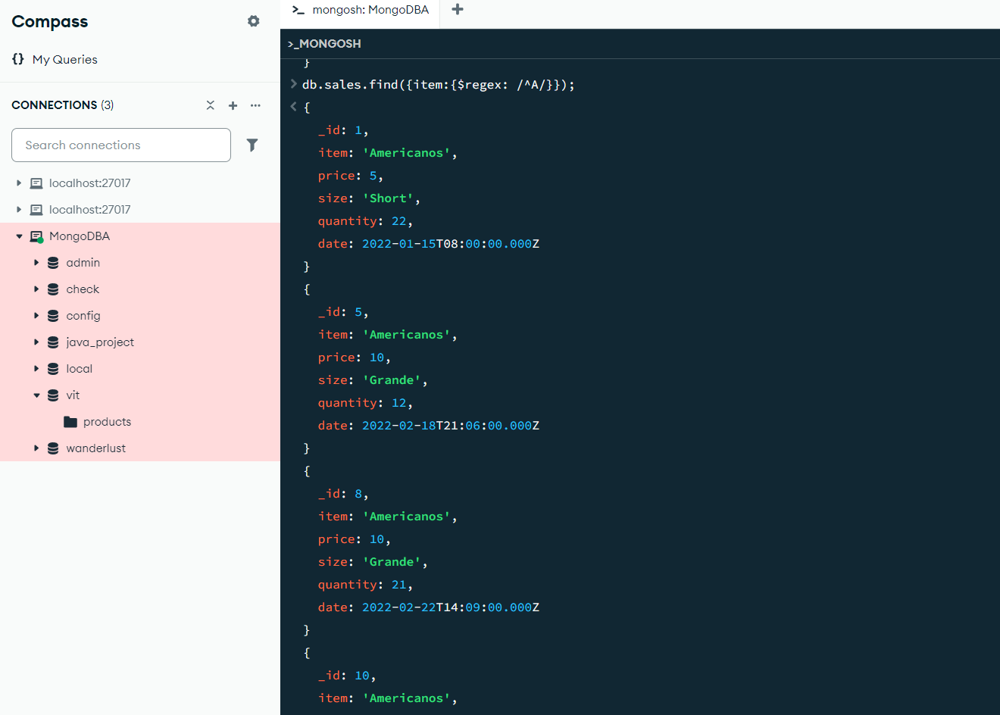 Compass
My Queries
CONNECTIONS (3)
Search connections
localhost:27017
localhost:27017
MongoDBA
admin
check
config
java_project
local
vit
products
wanderlust
>_ mongosh: MongoDBA +
>_MONGOSH
}
> db.sales.find({item:{$regex: /^A/}});
< {
_id: 1,
item: 'Americanos',
price: 5,
size: 'Short',
quantity: 22,
date: 2022-01-15T08:00:00.000Z
}
{
_id: 5,
item: 'Americanos',
price: 10,
size: 'Grande',
quantity: 12,
date: 2022-02-18T21:06:00.000Z
}
{
_id: 8,
item: 'Americanos',
price: 10,
size: 'Grande',
quantity: 21,
date: 2022-02-22T14:09:00.000Z
}
{
_id: 10,
item: 'Americanos',